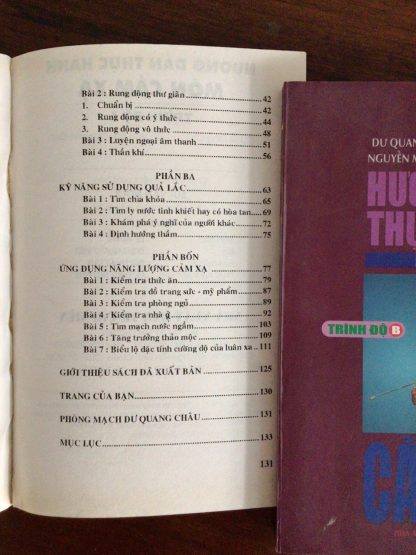 Bài 2 : Rung động thư giãn 42
1. Chuẩn bị 42
2. Rung động có ý thức 44
3. Rung động vô thức 48
Bài 3 : Luyện ngoại âm thanh 51
Bài 4 : Thần khí 56
PHẦN BA
KỸ NĂNG SỬ DỤNG QUẢ LẮC 63
Bài 1 : Tìm chìa khóa 65
Bài 2 : Tìm ly nước tinh khiết hay có hòa tan 69
Bài 3 : Khám phá ý nghĩ của người khác 72
Bài 4 : Định hướng thầm 75
PHẦN BỐN
ỨNG DỤNG NĂNG LƯỢNG CẢM XẠ 77
Bài 1 : Kiểm tra thức ăn 79
Bài 2 : Kiểm tra đồ trang sức - mỹ phẩm 87
Bài 3 : Kiểm tra phòng ngủ 89
Bài 4 : Kiểm tra nhà ở 92
Bài 5 : Tìm mạch nước ngầm 103
Bài 6 : Tăng trưởng thảo mộc 109
Bài 7 : Biểu lộ đặc tính cường độ của luân xa 111
GIỚI THIỆU SÁCH ĐÃ XUẤT BẢN 125
TRANG CỦA BẠN 130
PHÒNG MẠCH DƯ QUANG CHÂU 131
MỤC LỤC 133
131
DƯ QUAN
NGUYỄN M
HƯỚ
THỰ
TRÌNH ĐỘ B
CẢ